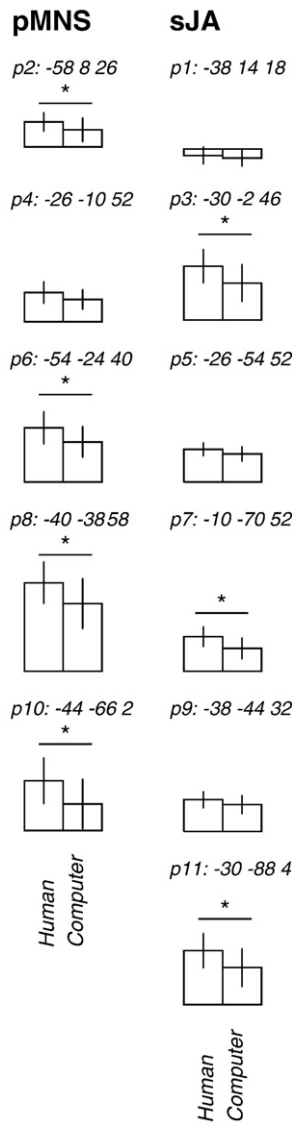 pMNS
p2: -58 8 26
*
p4: -26 -10 52
p6: -54 -24 40
*
p8: -40 -38 58
*
p10: -44 -66 2
*
Human
Computer
sJA
p1: -38 14 18
p3: -30 -2 46
*
p5: -26 -54 52
p7: -10 -70 52
*
p9: -38 -44 32
p11: -30 -88 4
*
Human
Computer